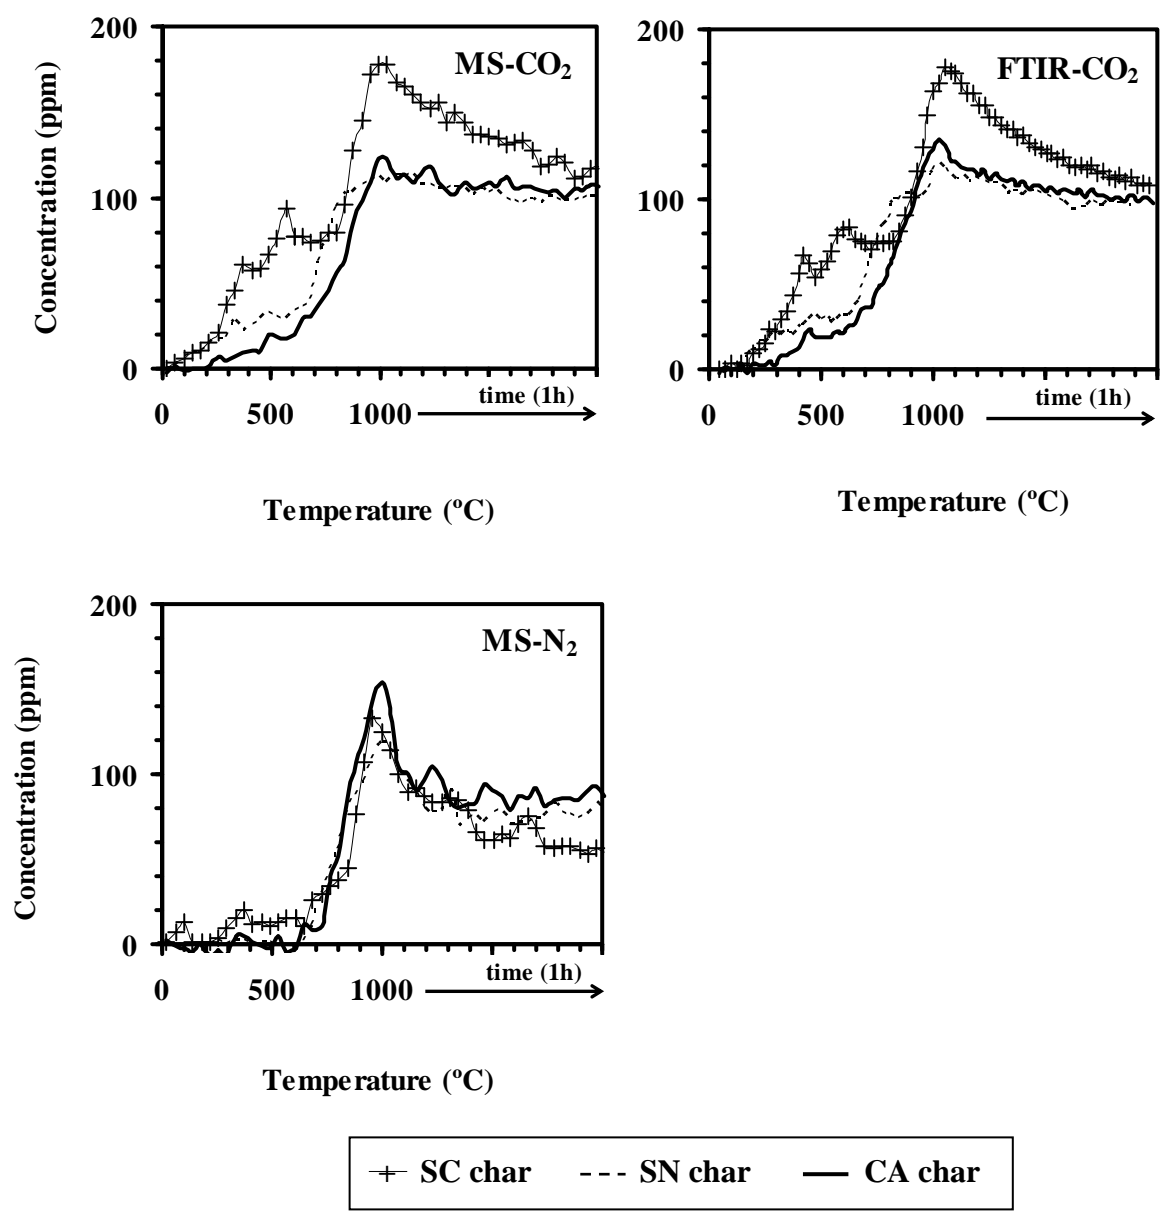 200
MS-CO₂
100
0
Concentration (ppm)
time (1h)
0 500 1000
Temperature (ºC)
200
FTIR-CO₂
100
0
time (1h)
0 500 1000
Temperature (ºC)
200
MS-N₂
100
0
Concentration (ppm)
time (1h)
0 500 1000
Temperature (ºC)
SC char SN char CA char